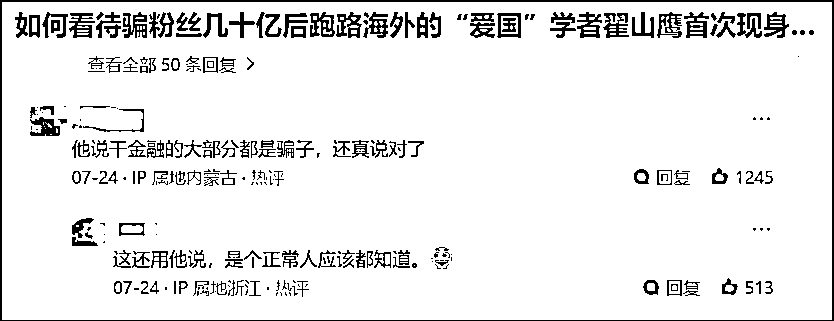 如何看待骗粉丝几十亿后跑路海外的“爱国”学者翟山鹰首次现身...
查看全部 50 条回复 >
...
他说干金融的大部分都是骗子，还真说对了
07-24 · IP 属地内蒙古 · 热评 回复 1245
...
这还用他说，是个正常人应该都知道。
07-24 · IP 属地浙江 · 热评 回复 513